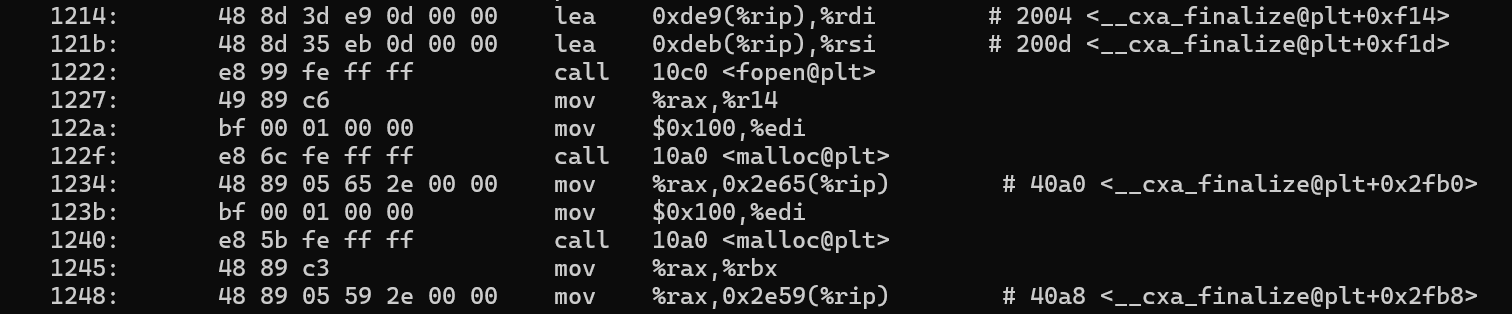 1214: 48 8d 3d e9 0d 00 00 lea 0xde9(%rip),%rdi # 2004 <__cxa_finalize@plt+0xf14>
121b: 48 8d 35 eb 0d 00 00 lea 0xdeb(%rip),%rsi # 200d <__cxa_finalize@plt+0xf1d>
1222: e8 99 fe ff ff call 10c0 <fopen@plt>
1227: 49 89 c6 mov %rax,%r14
122a: bf 00 01 00 00 mov $0x100,%edi
122f: e8 6c fe ff ff call 10a0 <malloc@plt>
1234: 48 89 05 65 2e 00 00 mov %rax,0x2e65(%rip) # 40a0 <__cxa_finalize@plt+0x2fb0>
123b: bf 00 01 00 00 mov $0x100,%edi
1240: e8 5b fe ff ff call 10a0 <malloc@plt>
1245: 48 89 c3 mov %rax,%rbx
1248: 48 89 05 59 2e 00 00 mov %rax,0x2e59(%rip) # 40a8 <__cxa_finalize@plt+0x2fb8>